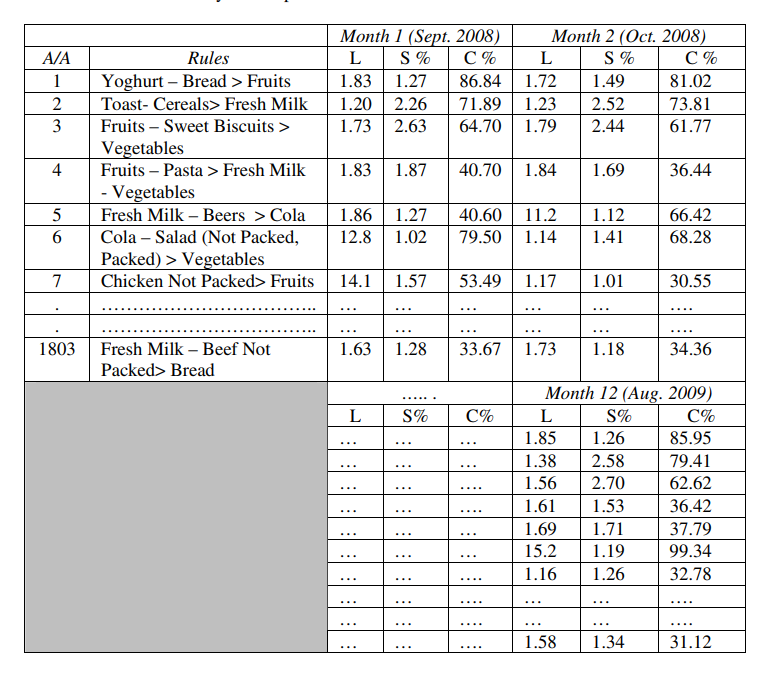 Month 1 (Sept. 2008) Month 2 (Oct. 2008)
A/A Rules L S % C % L S % C %
1 Yoghurt – Bread > Fruits 1.83 1.27 86.84 1.72 1.49 81.02
2 Toast- Cereals> Fresh Milk 1.20 2.26 71.89 1.23 2.52 73.81
3 Fruits – Sweet Biscuits > 1.73 2.63 64.70 1.79 2.44 61.77
Vegetables
4 Fruits – Pasta > Fresh Milk 1.83 1.87 40.70 1.84 1.69 36.44
- Vegetables
5 Fresh Milk – Beers > Cola 1.86 1.27 40.60 11.2 1.12 66.42
6 Cola – Salad (Not Packed, 12.8 1.02 79.50 1.14 1.41 68.28
Packed) > Vegetables
7 Chicken Not Packed> Fruits 14.1 1.57 53.49 1.17 1.01 30.55
. …………………………….. … … … … … ….
. …………………………….. … … … … … ….
1803 Fresh Milk – Beef Not 1.63 1.28 33.67 1.73 1.18 34.36
Packed> Bread
….. . Month 12 (Aug. 2009)
L S% C% L S% C%
… … … 1.85 1.26 85.95
… … …. 1.38 2.58 79.41
… … …. 1.56 2.70 62.62
… … …. 1.61 1.53 36.42
… … … 1.69 1.71 37.79
… … … 15.2 1.19 99.34
… … …. 1.16 1.26 32.78
… … …. … … ….
… … …. … … ….
… … …. 1.58 1.34 31.12